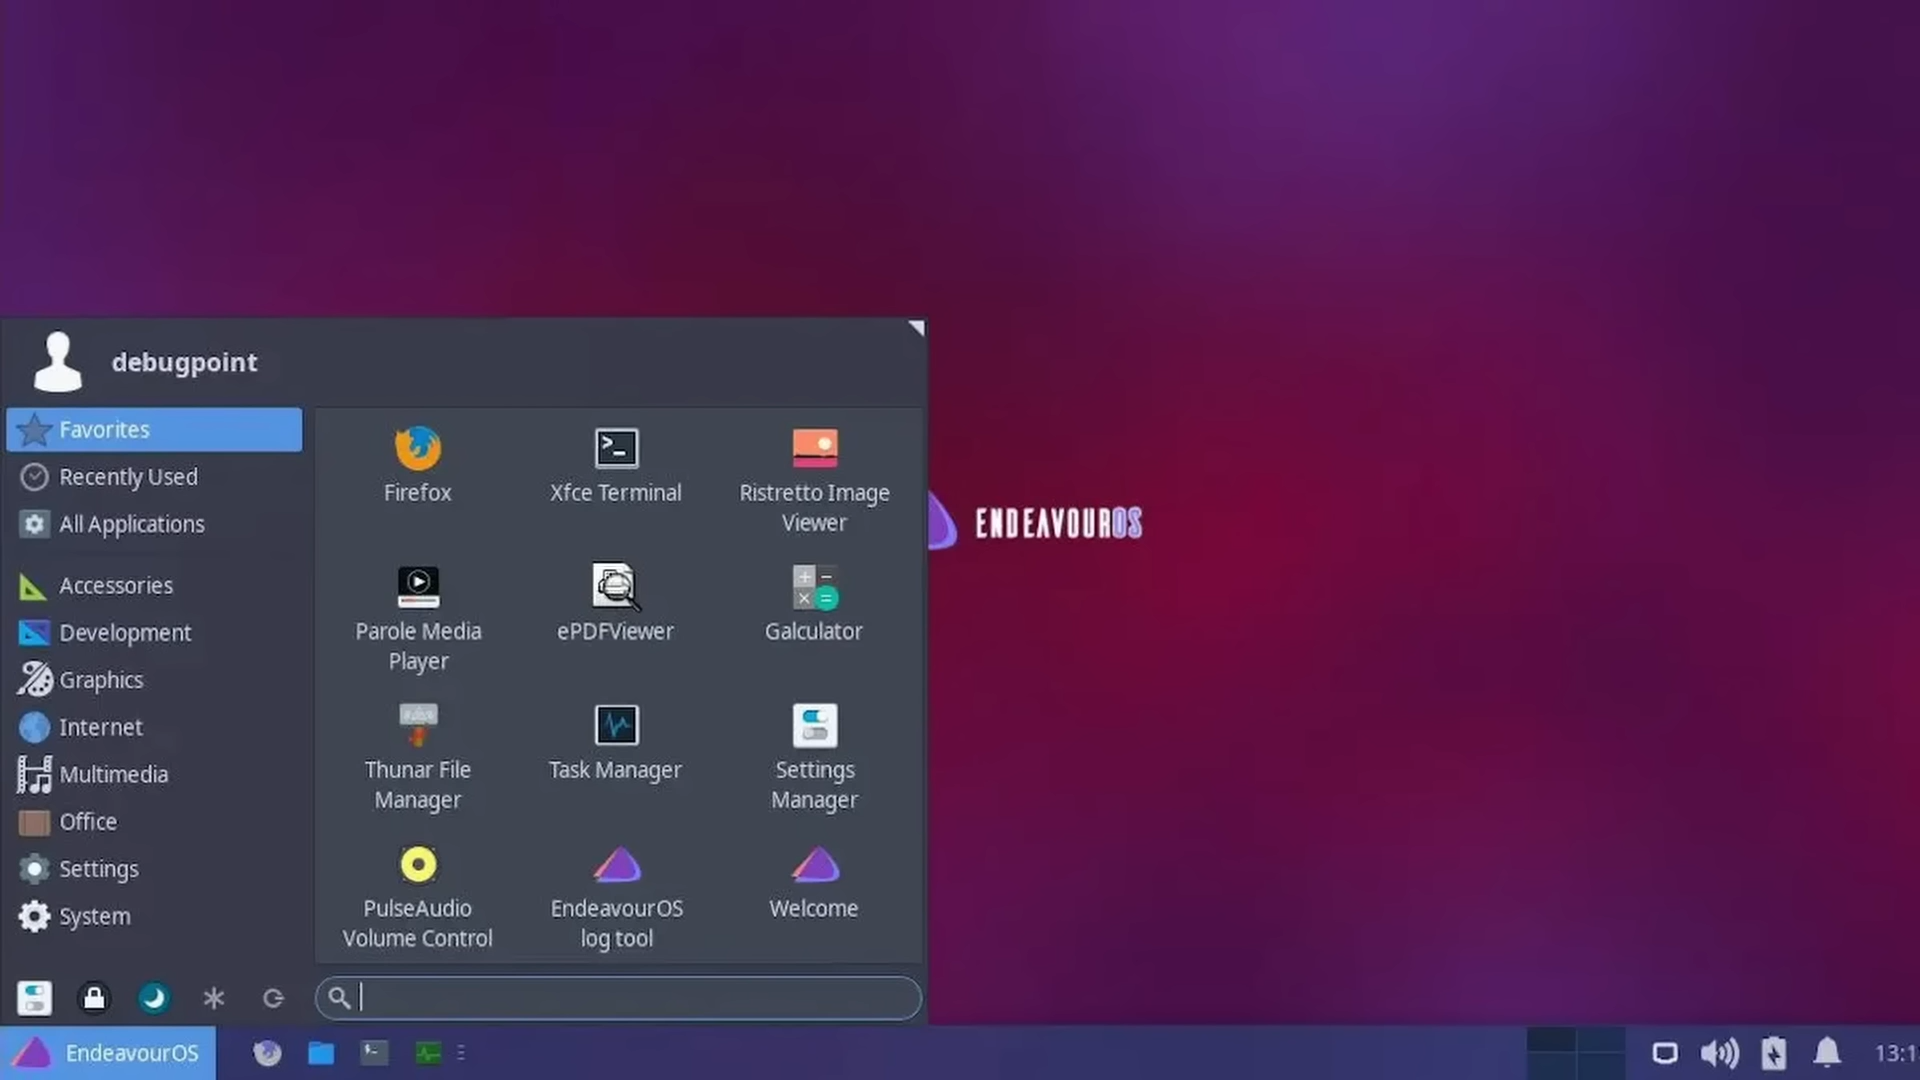 debugpoint
Favorites
Recently Used
All Applications
Accessories
Development
Graphics
Internet
Multimedia
Office
Settings
System
Firefox
Xfce Terminal
Ristretto Image
Viewer
Parole Media
Player
ePDFViewer
Galculator
Thunar File
Manager
Task Manager
Settings
Manager
PulseAudio
Volume Control
EndeavourOS
log tool
Welcome
ENDEAVOUROS
EndeavourOS